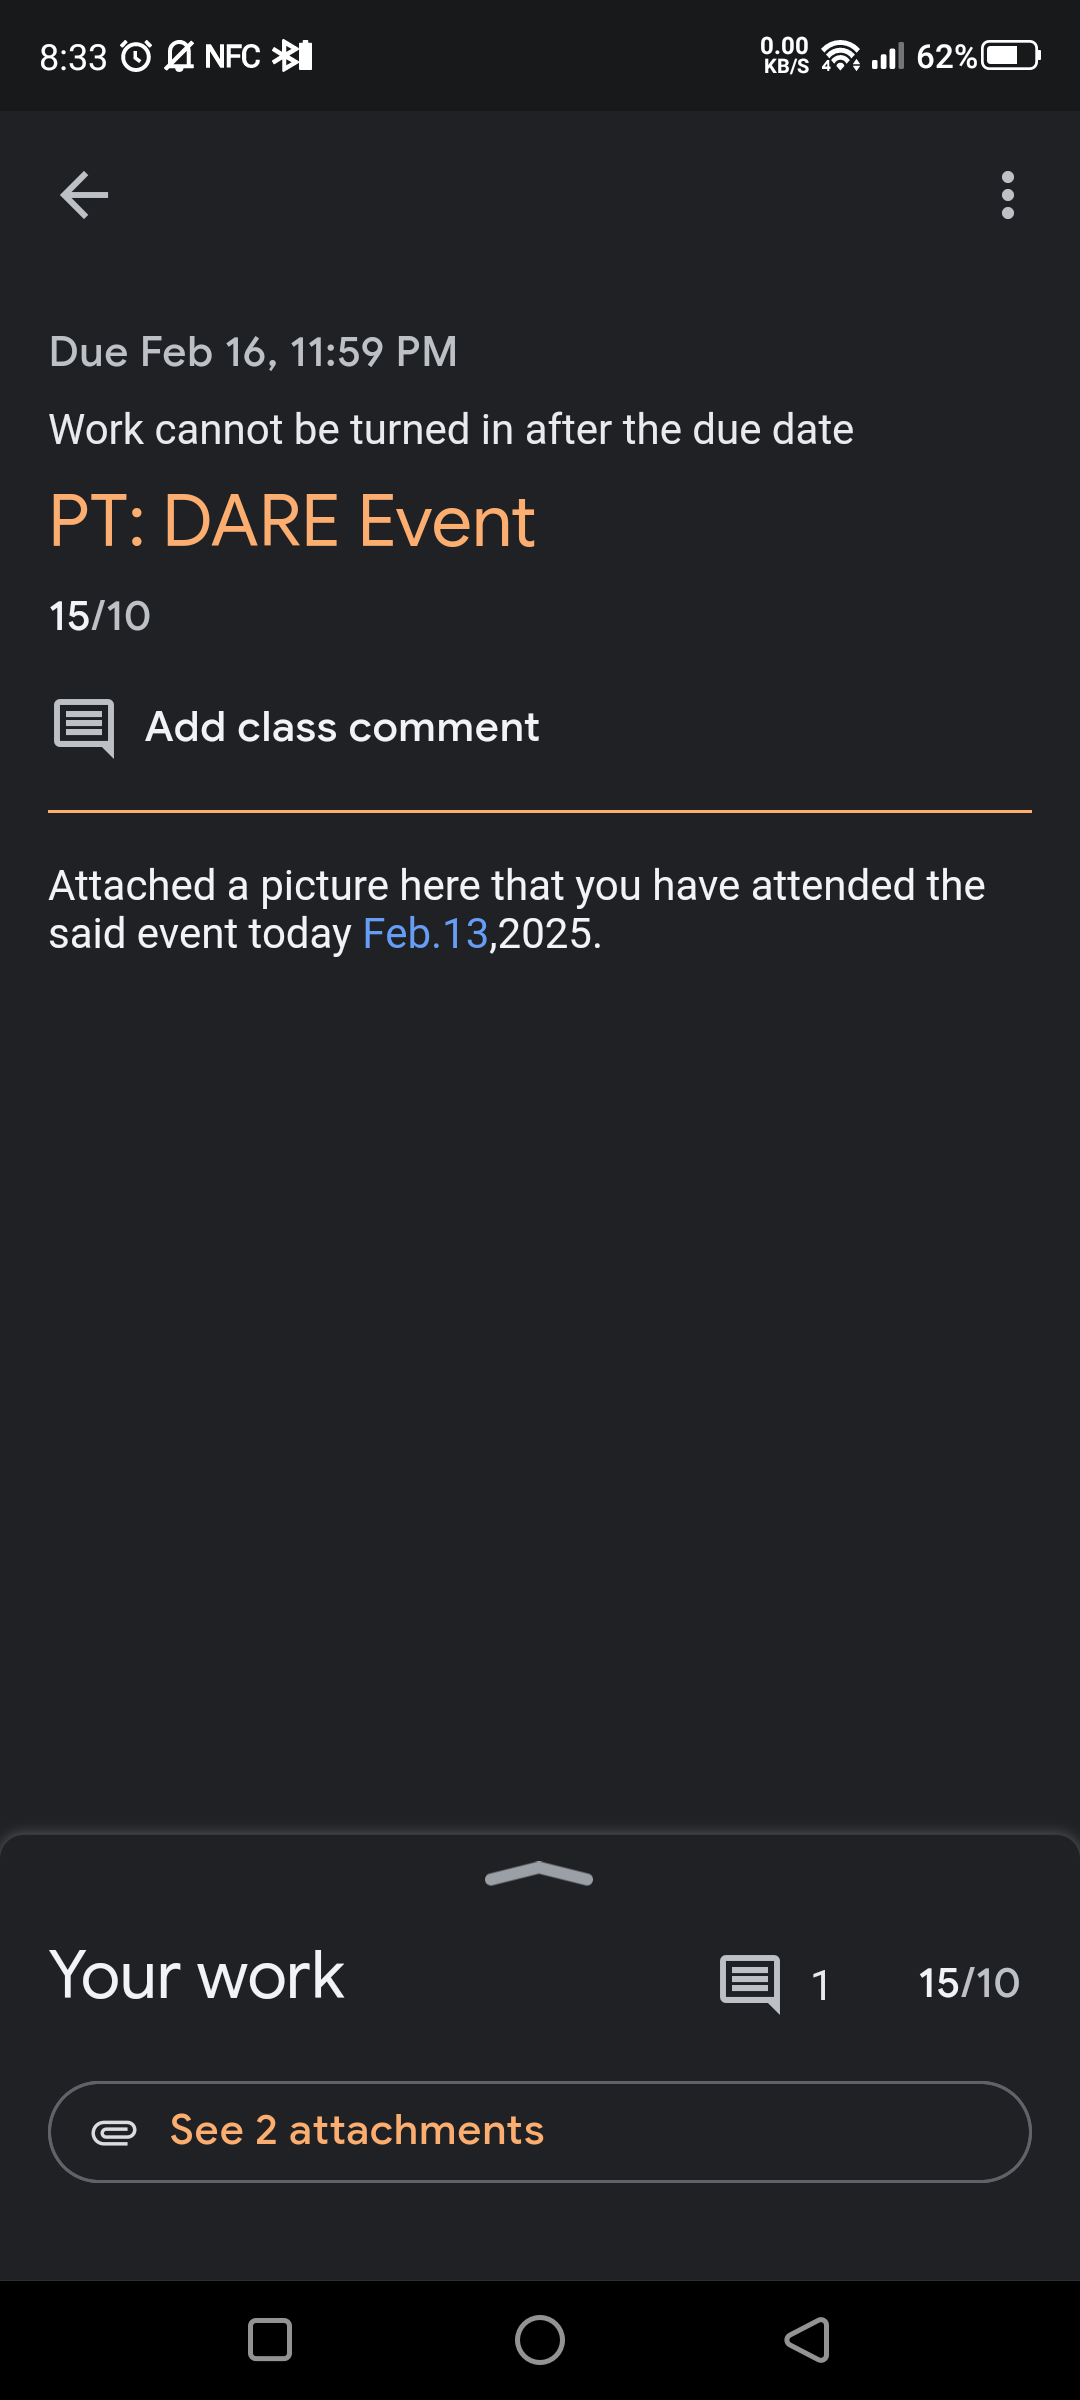 8:33 NFC 0.00 KB/S 4 62%
Due Feb 16, 11:59 PM
Work cannot be turned in after the due date
PT: DARE Event
15/10
Add class comment
Attached a picture here that you have attended the
said event today Feb.13,2025.
Your work 1 15/10
See 2 attachments